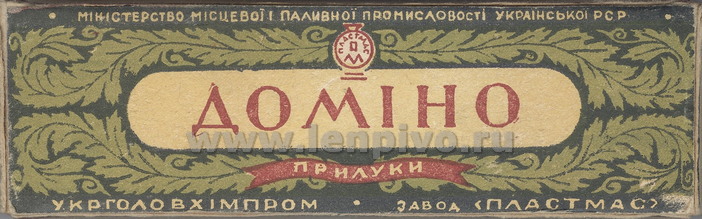 МІНІСТЕРСТВО МІСЦЕВОЇ І ПАЛИВНОЇ ПРОМИСЛОВОСТІ УКРАЇНСЬКОЇ РСР
ПЛАСТМАС
П
М
ДОМІНО
www.lenpivo.ru
ПРИЛУКИ
УКРГОЛОВХІМПРОМ • ЗАВОД «ПЛАСТМАС»